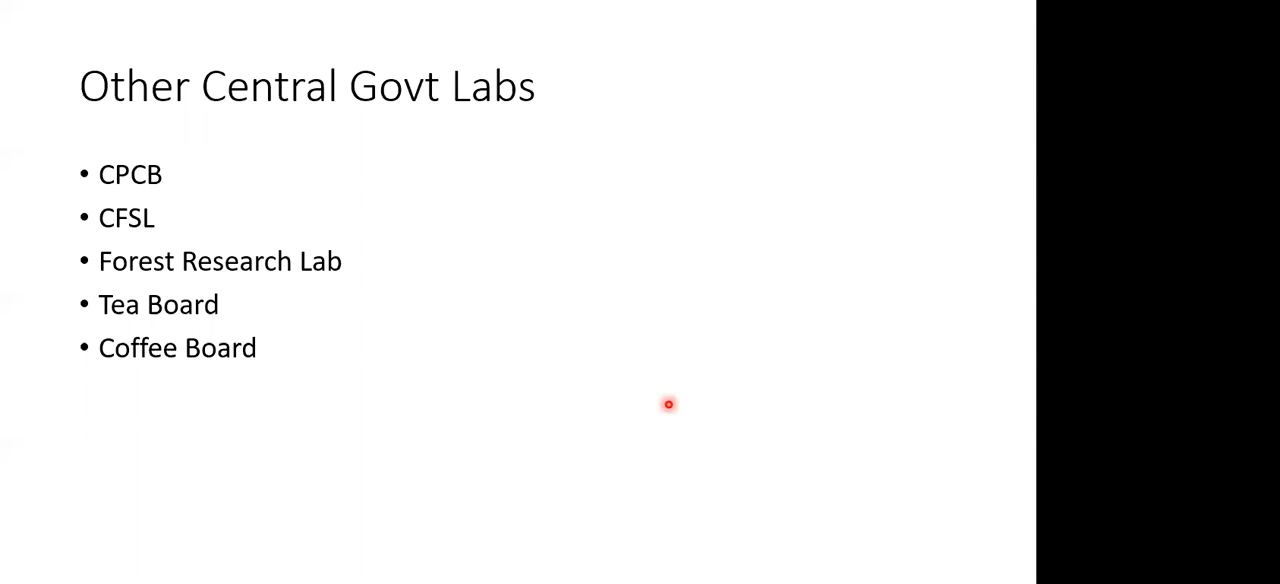 Other Central Govt Labs
• CPCB
• CFSL
• Forest Research Lab
• Tea Board
• Coffee Board